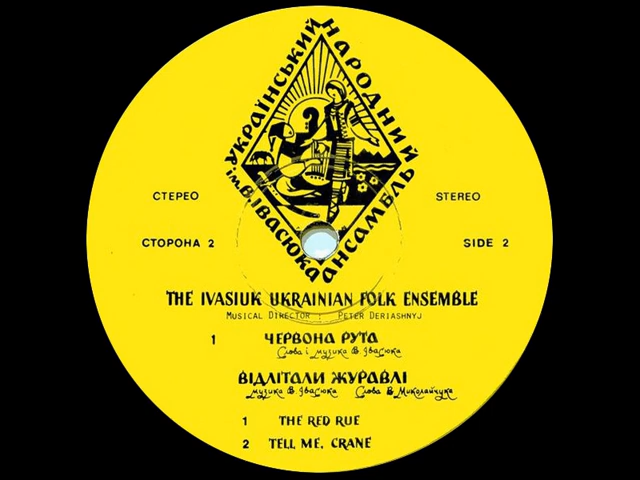 УКРАЇНСЬКИЙ НАРОДНИЙ
ім. В. ІВАСЮКА АНСАМБЛЬ
СТЕРЕО
STEREO
СТОРОНА 2
SIDE 2
THE IVASIUK UKRAINIAN FOLK ENSEMBLE
MUSICAL DIRECTOR : PETER DERIASHNYJ
1 ЧЕРВОНА РУТА
Слова і музика В. Івасюка
ВІДЛІТАЛИ ЖУРАВЛІ
музика В. Івасюка Слова В. Миколайчука
1 THE RED RUE
2 TELL ME, CRANE